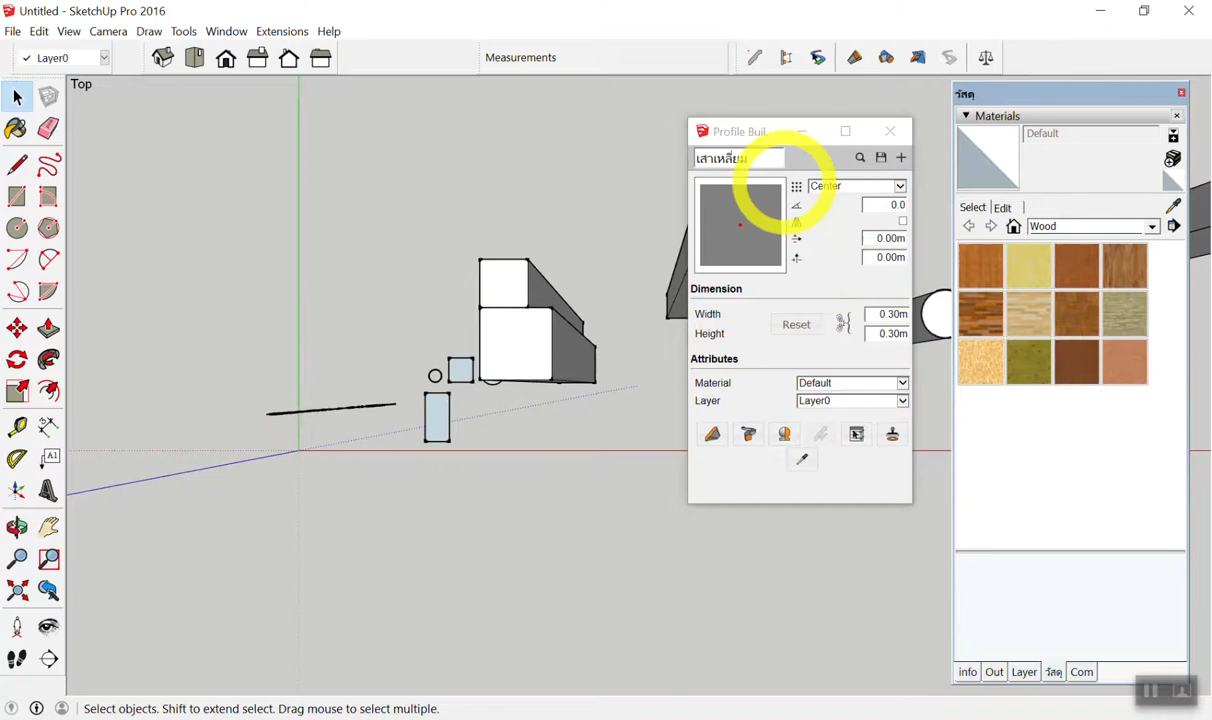 Untitled - SketchUp Pro 2016
File Edit View Camera Draw Tools Window Extensions Help
Layer0
Measurements
Top
วัสดุ
Materials
Default
Profile Buil...
เสาเหลี่ยม
Center
0.0
0.00m
0.00m
Dimension
Width 0.30m
Height 0.30m
Reset
Attributes
Material Default
Layer Layer0
Select Edit
Wood
A1
info Out Layer วัสดุ Com
Select objects. Shift to extend select. Drag mouse to select multiple.